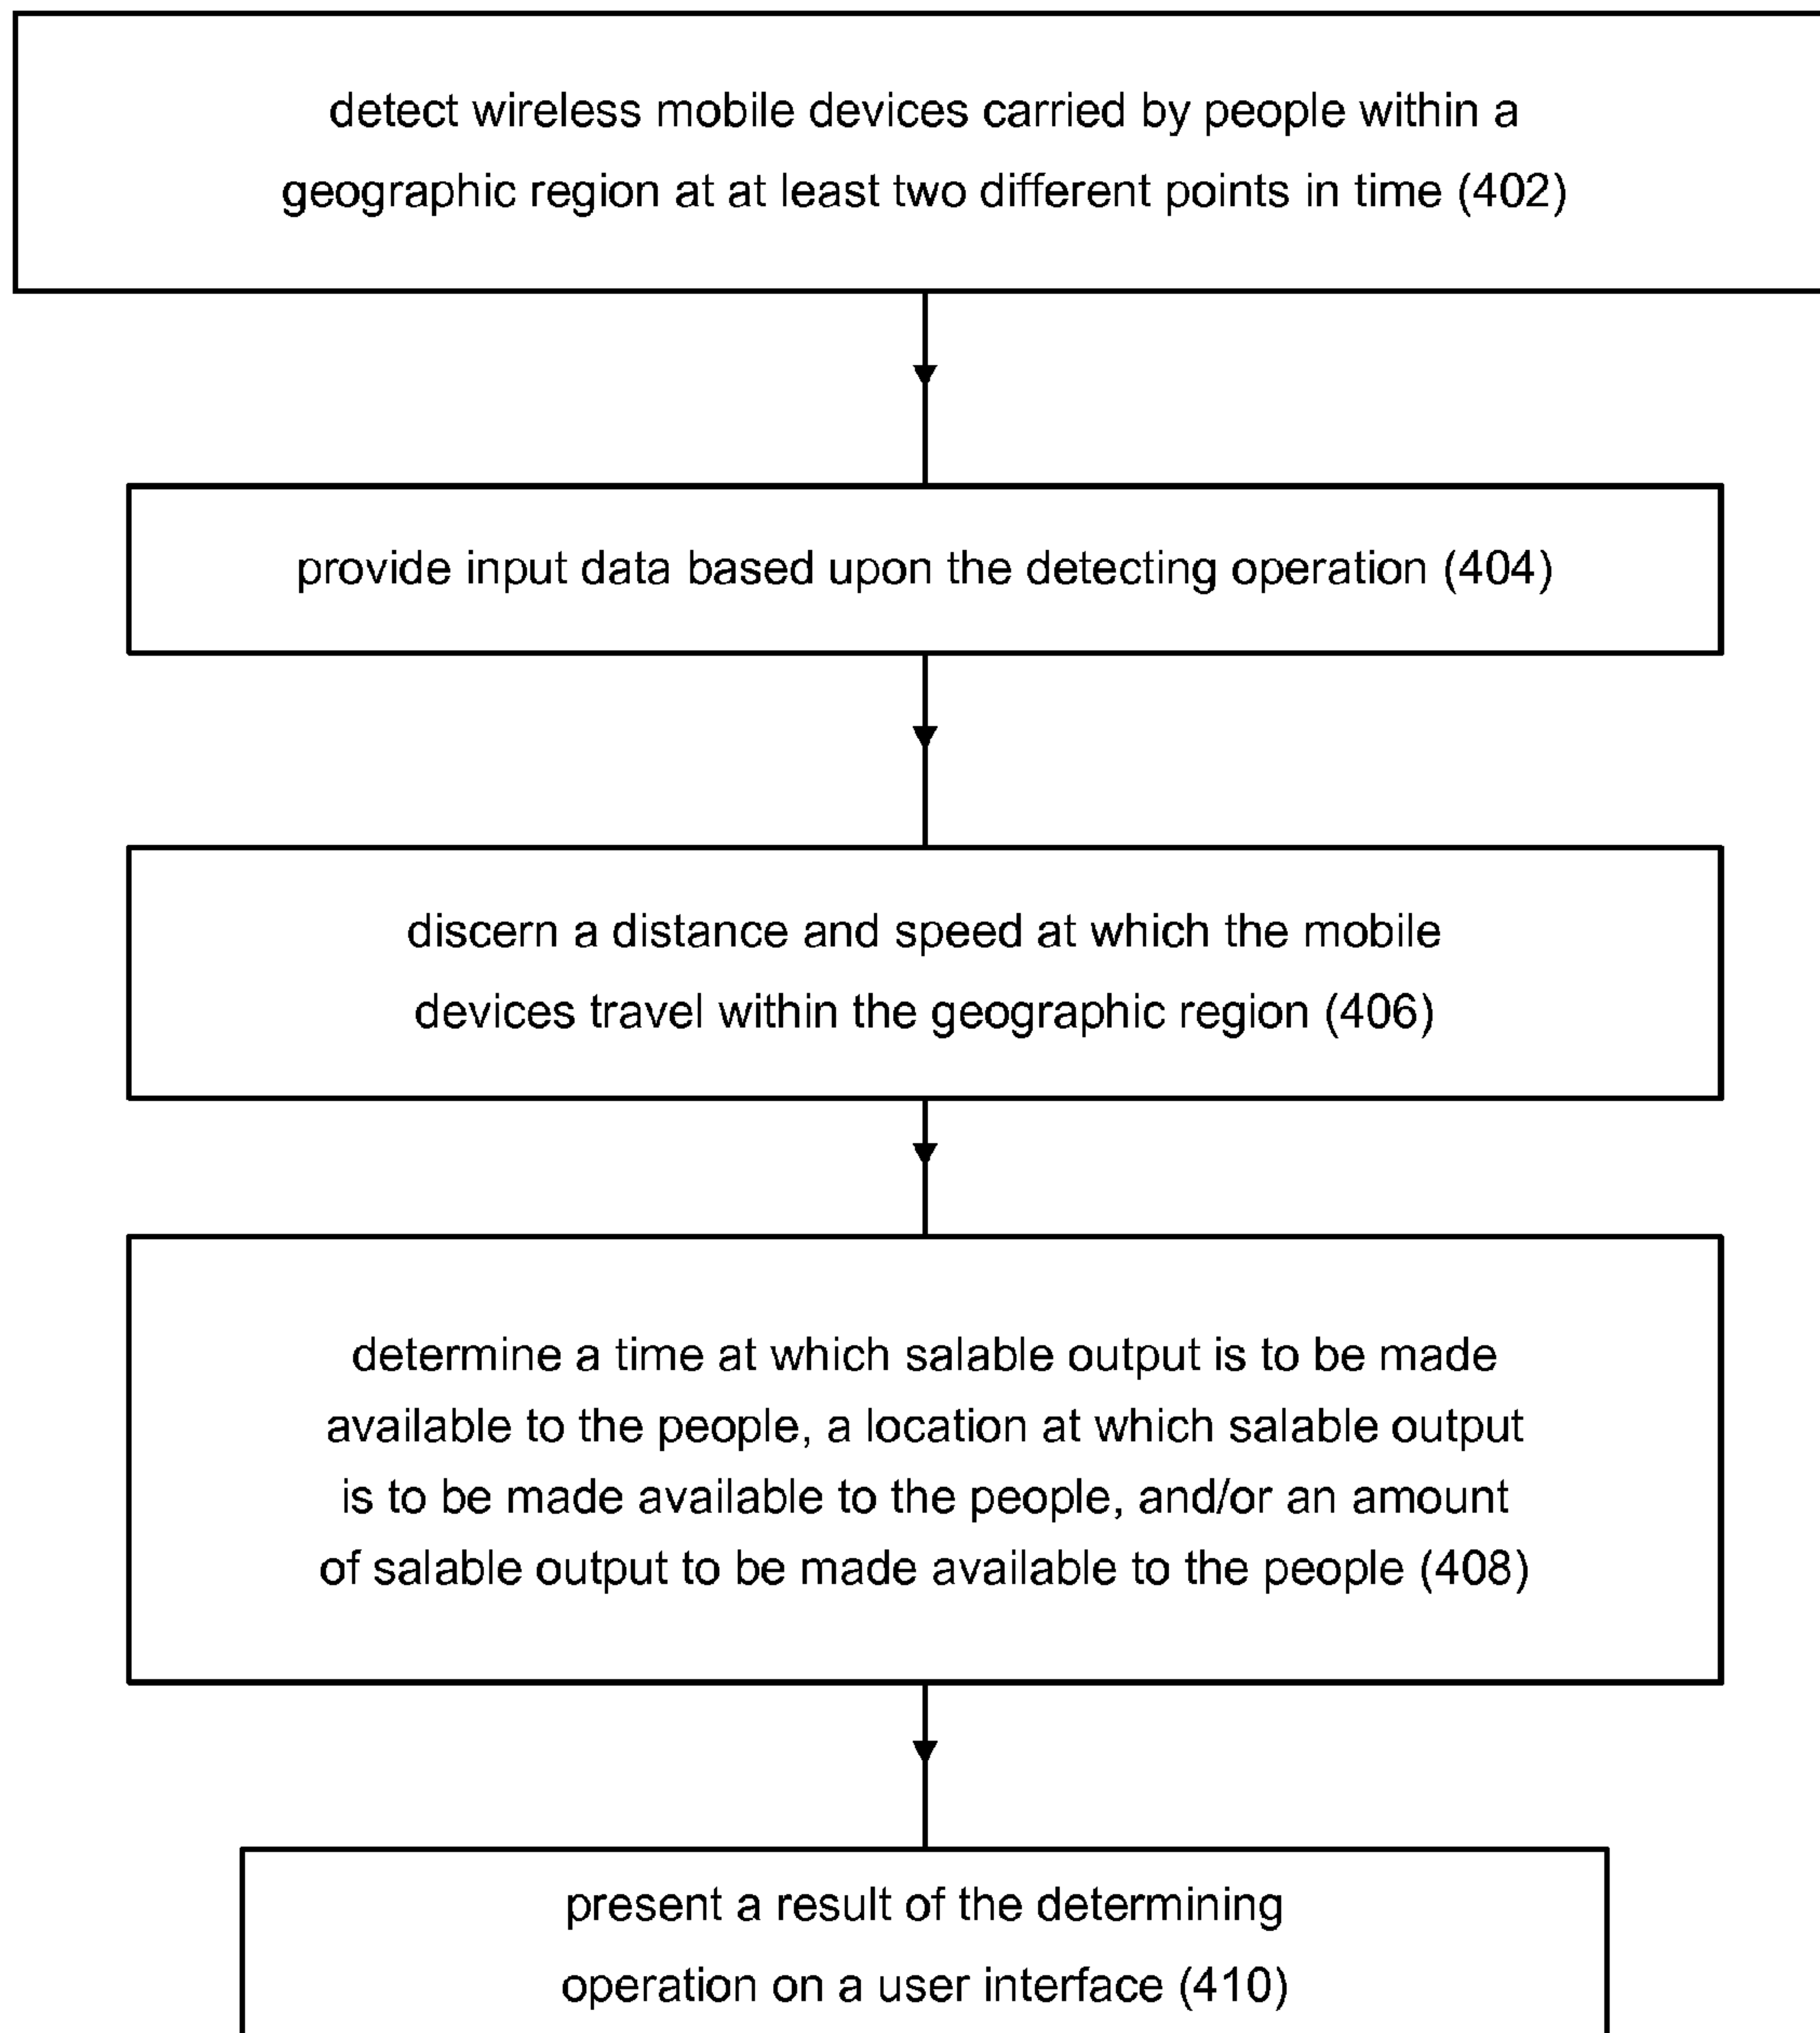 detect wireless mobile devices carried by people within a
geographic region at at least two different points in time (402)
provide input data based upon the detecting operation (404)
discern a distance and speed at which the mobile
devices travel within the geographic region (406)
determine a time at which salable output is to be made
available to the people, a location at which salable output
is to be made available to the people, and/or an amount
of salable output to be made available to the people (408)
present a result of the determining
operation on a user interface (410)